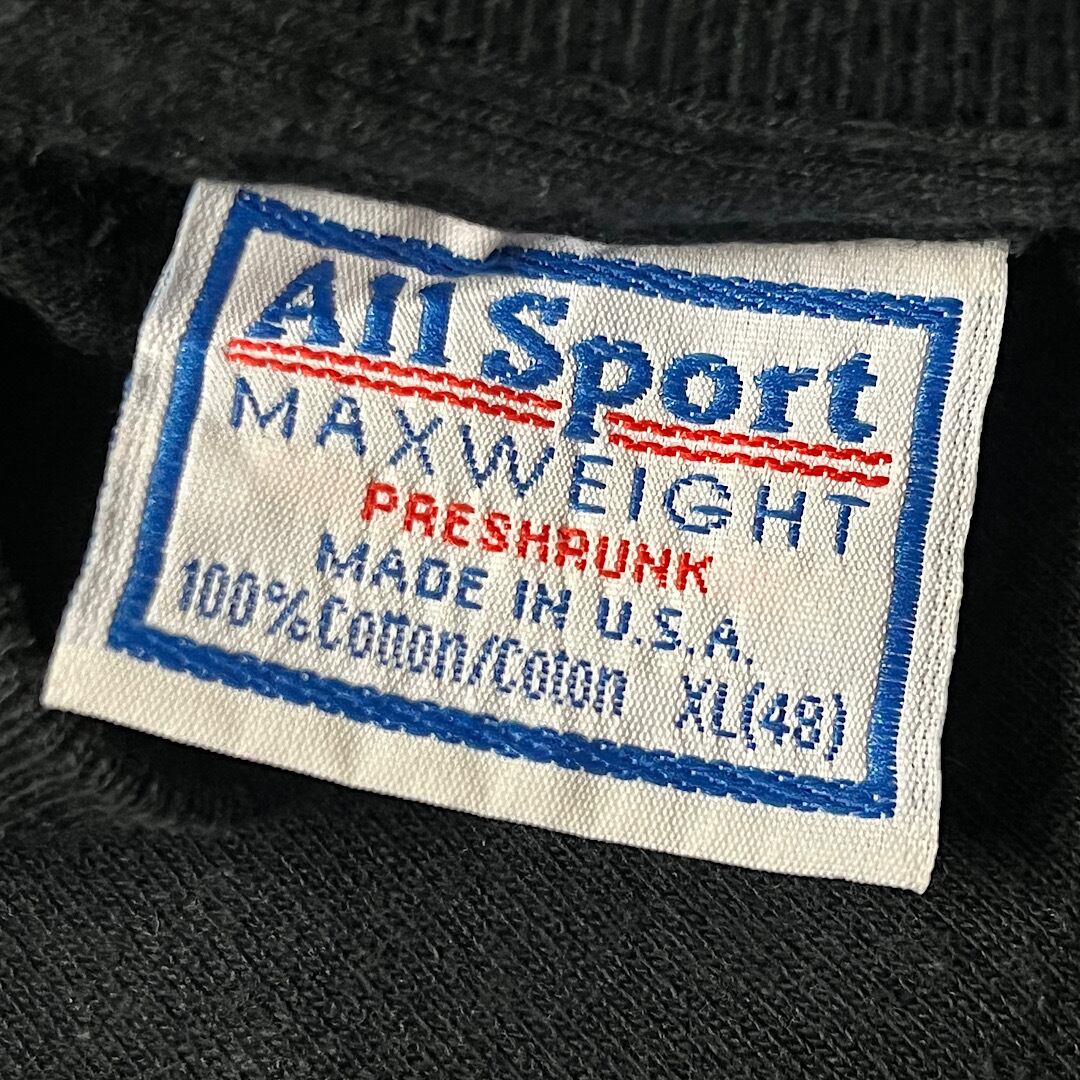 All Sport
MAXWEIGHT
PRESHRUNK
MADE IN U.S.A.
100% Cotton/Coton XL(48)